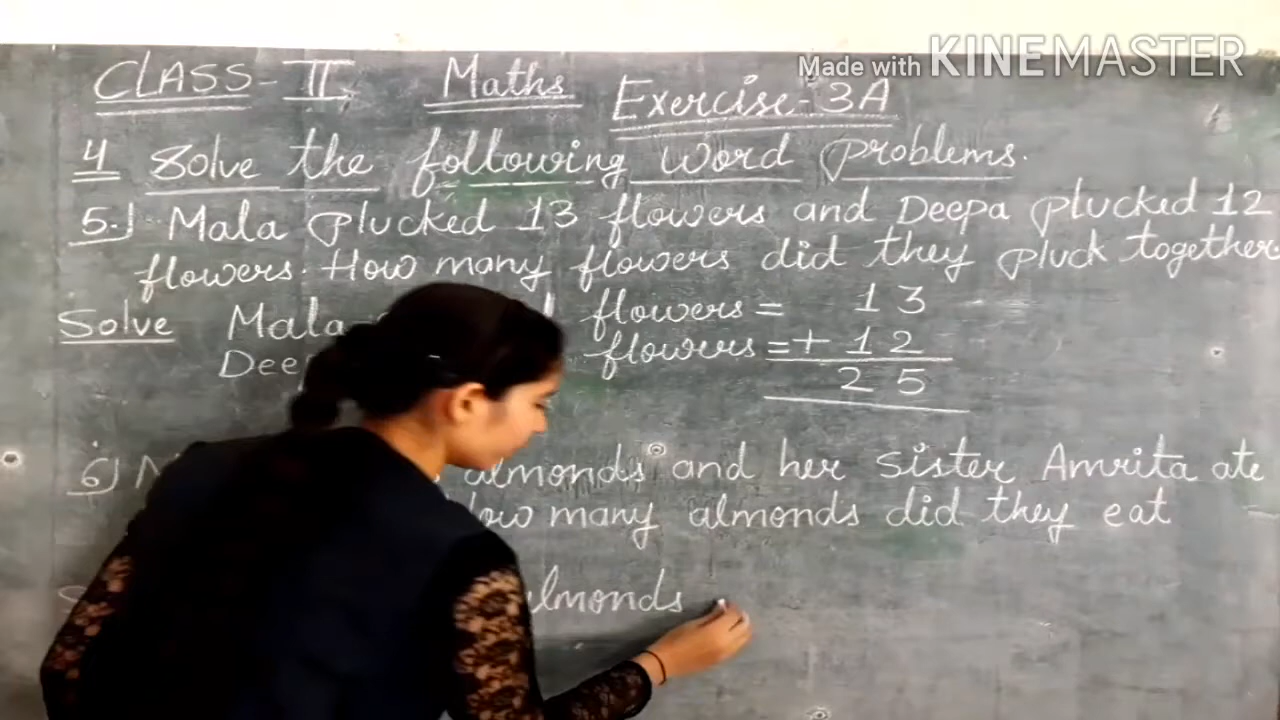 Made with KINEMASTER
CLASS-II Maths Exercise-3A
4 Solve the following word problems.
5.) Mala plucked 13 flowers and Deepa plucked 12
flowers. How many flowers did they pluck together
Solve Mala flowers = 13
flowers =+ 12
25
6) almonds and her sister Amrita ate
How many almonds did they eat
almonds